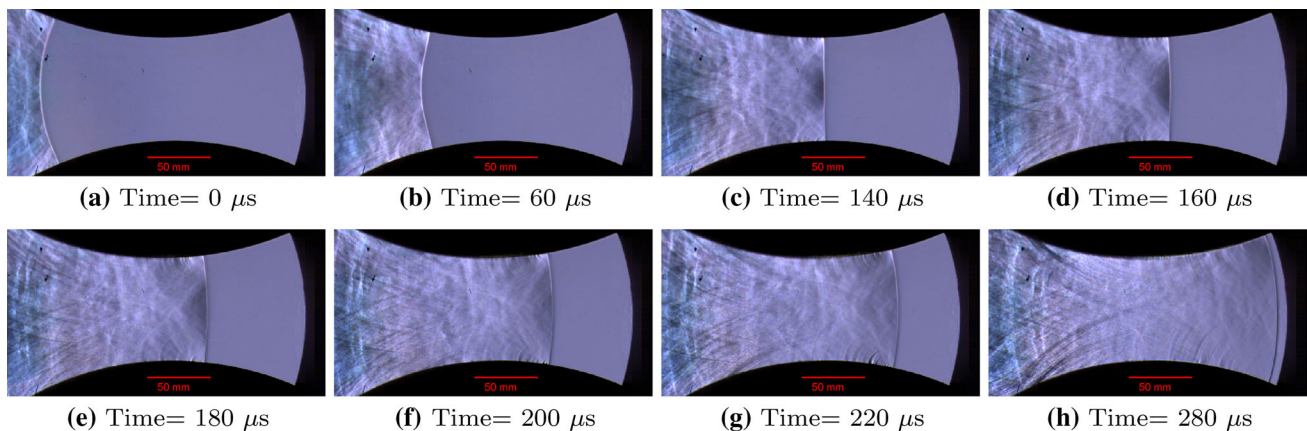 50 mm
50 mm
50 mm
50 mm
(a) Time= 0 μs
(b) Time= 60 μs
(c) Time= 140 μs
(d) Time= 160 μs
50 mm
50 mm
50 mm
50 mm
(e) Time= 180 μs
(f) Time= 200 μs
(g) Time= 220 μs
(h) Time= 280 μs